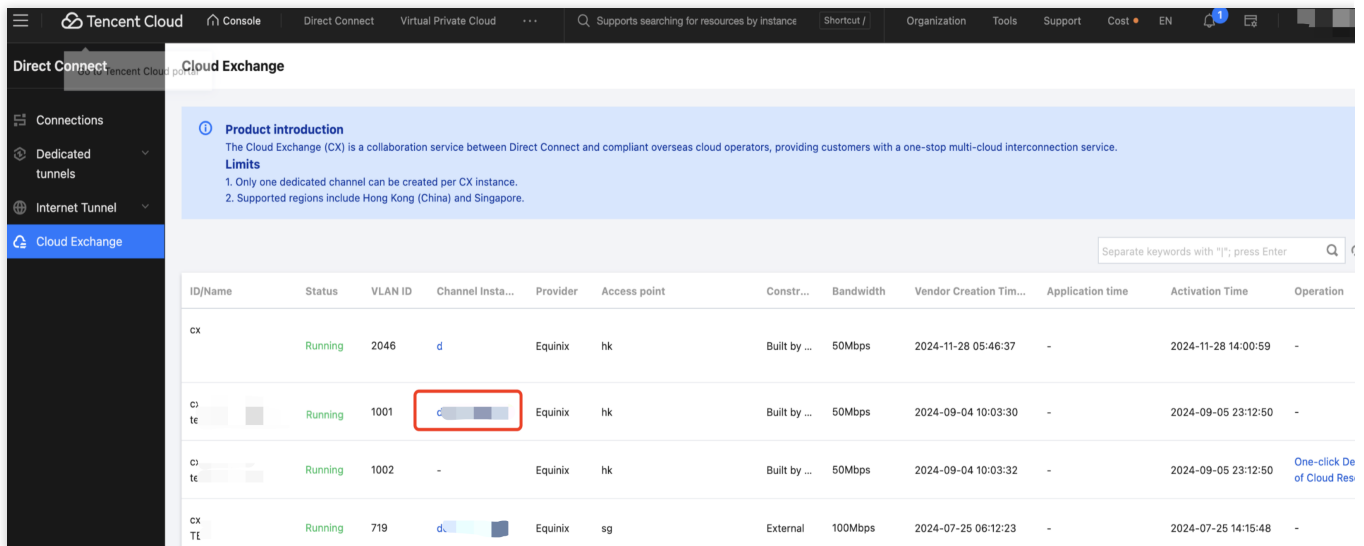 Tencent Cloud Console Direct Connect Virtual Private Cloud ··· Supports searching for resources by instance Shortcut / Organization Tools Support Cost EN 1
Direct Connect
Go to Tencent Cloud portal
Cloud Exchange
Connections
Dedicated tunnels
Internet Tunnel
Cloud Exchange
Product introduction
The Cloud Exchange (CX) is a collaboration service between Direct Connect and compliant overseas cloud operators, providing customers with a one-stop multi-cloud interconnection service.
Limits
1. Only one dedicated channel can be created per CX instance.
2. Supported regions include Hong Kong (China) and Singapore.
Separate keywords with "|"; press Enter
ID/Name Status VLAN ID Channel Insta... Provider Access point Constr... Bandwidth Vendor Creation Tim... Application time Activation Time Operation
cx
Running 2046 d Equinix hk Built by ... 50Mbps 2024-11-28 05:46:37 - 2024-11-28 14:00:59 -
te
Running 1001 Equinix hk Built by ... 50Mbps 2024-09-04 10:03:30 - 2024-09-05 23:12:50 -
te
Running 1002 - Equinix hk Built by ... 50Mbps 2024-09-04 10:03:32 - 2024-09-05 23:12:50 One-click De
of Cloud Res
cx
TE
Running 719 Equinix sg External 100Mbps 2024-07-25 06:12:23 - 2024-07-25 14:15:48 -